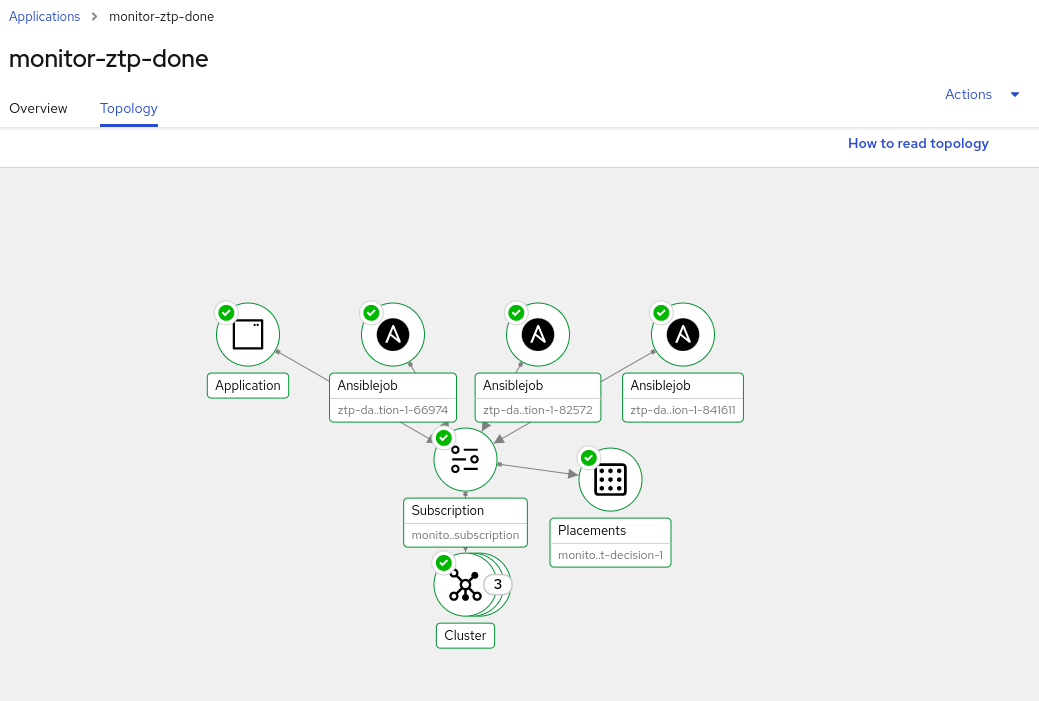 Applications > monitor-ztp-done
monitor-ztp-done
Actions
Overview Topology
How to read topology
Application
Ansiblejob
ztp-da..tion-1-66974
Ansiblejob
ztp-da..tion-1-82572
Ansiblejob
ztp-da..ion-1-841611
Subscription
monito..subscription
Placements
monito..t-decision-1
3
Cluster